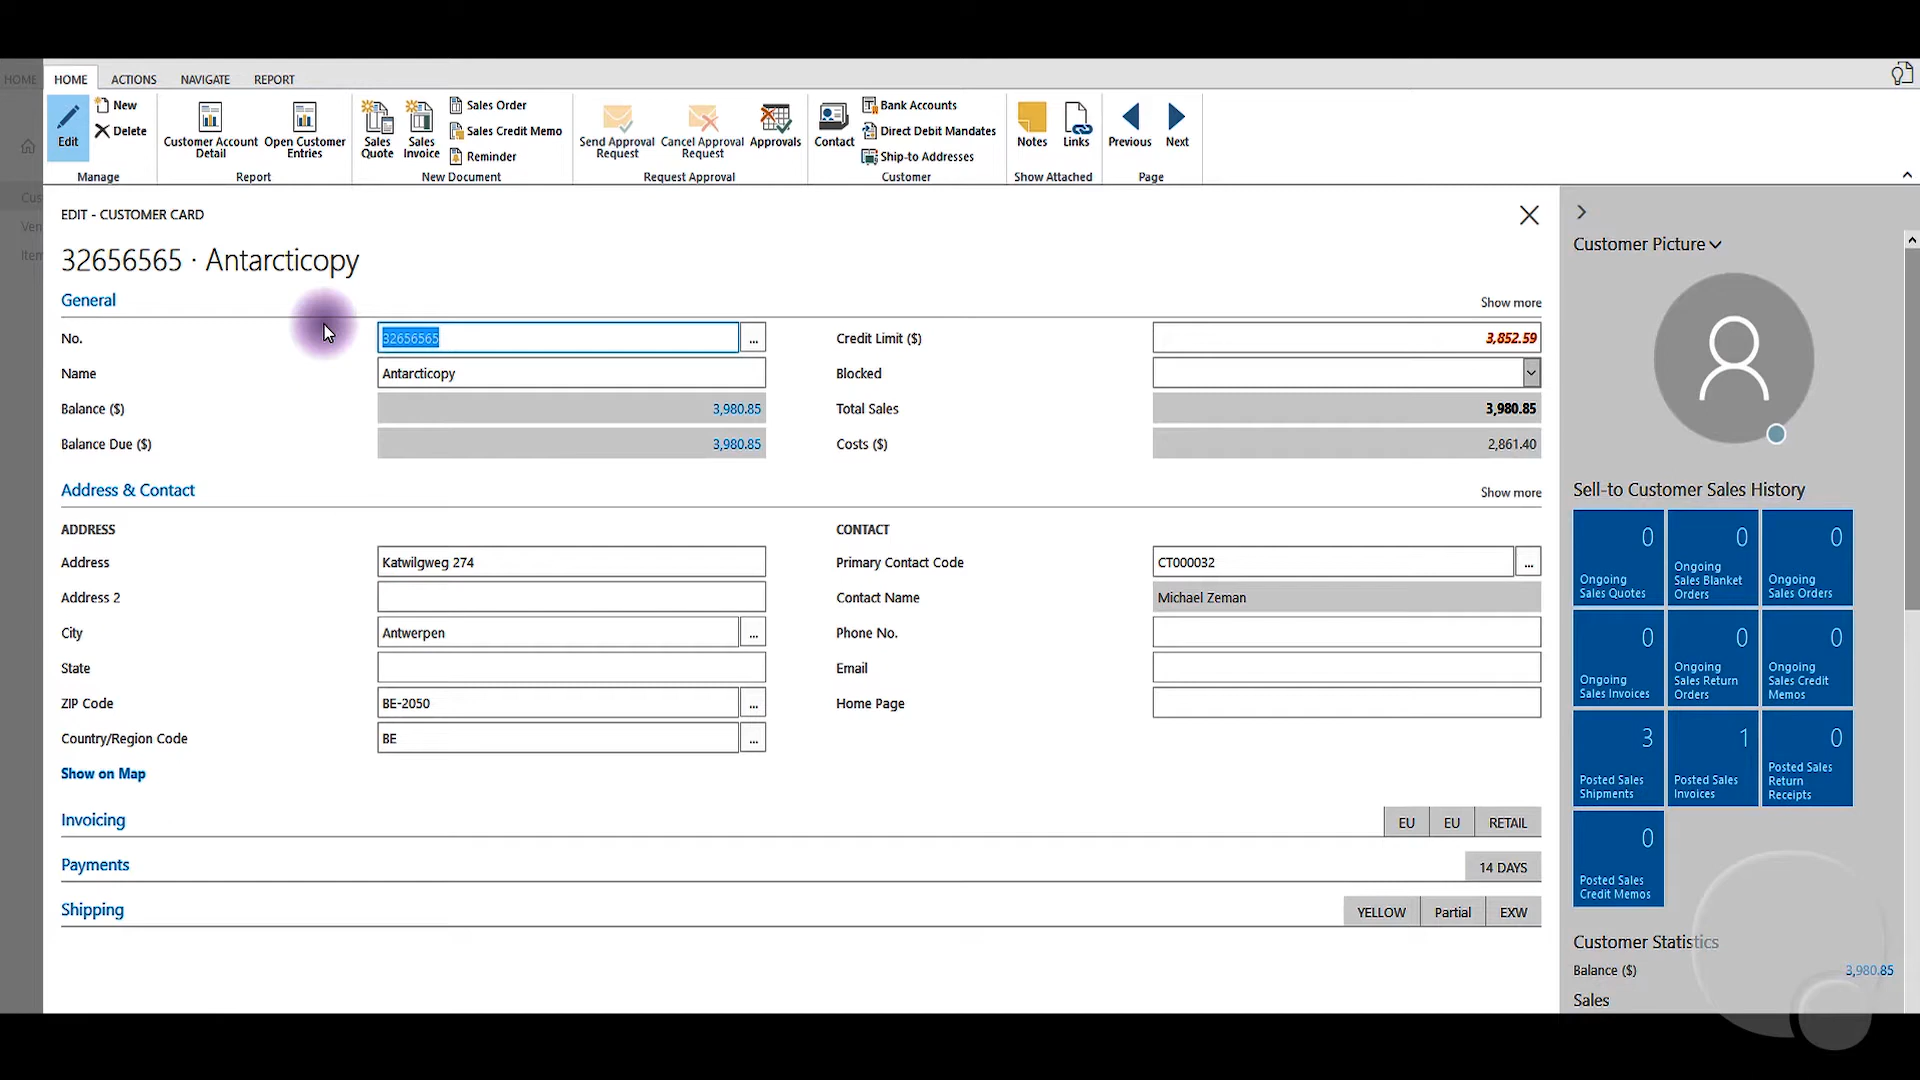 HOME
HOME
ACTIONS
NAVIGATE
REPORT
Edit
New
Delete
Manage
Customer Account
Detail
Open Customer
Entries
Report
Sales
Quote
Sales
Invoice
Sales Order
Sales Credit Memo
Reminder
New Document
Send Approval
Request
Cancel Approval
Request
Approvals
Request Approval
Contact
Bank Accounts
Direct Debit Mandates
Ship-to Addresses
Customer
Notes
Links
Show Attached
Previous
Next
Page
Cus
Ven
Item
EDIT - CUSTOMER CARD
32656565 · Antarcticopy
General
Show more
No.
32656565
...
Name
Antarcticopy
Balance ($)
3,980.85
Balance Due ($)
3,980.85
Credit Limit ($)
3,852.59
Blocked
Total Sales
3,980.85
Costs ($)
2,861.40
Address & Contact
Show more
ADDRESS
Address
Katwilgweg 274
Address 2
City
Antwerpen
...
State
ZIP Code
BE-2050
...
Country/Region Code
BE
...
Show on Map
CONTACT
Primary Contact Code
CT000032
...
Contact Name
Michael Zeman
Phone No.
Email
Home Page
Invoicing
EU
EU
RETAIL
Payments
14 DAYS
Shipping
YELLOW
Partial
EXW
Customer Picture
Sell-to Customer Sales History
0
Ongoing
Sales Quotes
0
Ongoing
Sales Blanket
Orders
0
Ongoing
Sales Orders
0
Ongoing
Sales Invoices
0
Ongoing
Sales Return
Orders
0
Ongoing
Sales Credit
Memos
3
Posted Sales
Shipments
1
Posted Sales
Invoices
0
Posted Sales
Return
Receipts
0
Posted Sales
Credit Memos
Customer Statistics
Balance ($)
3,980.85
Sales